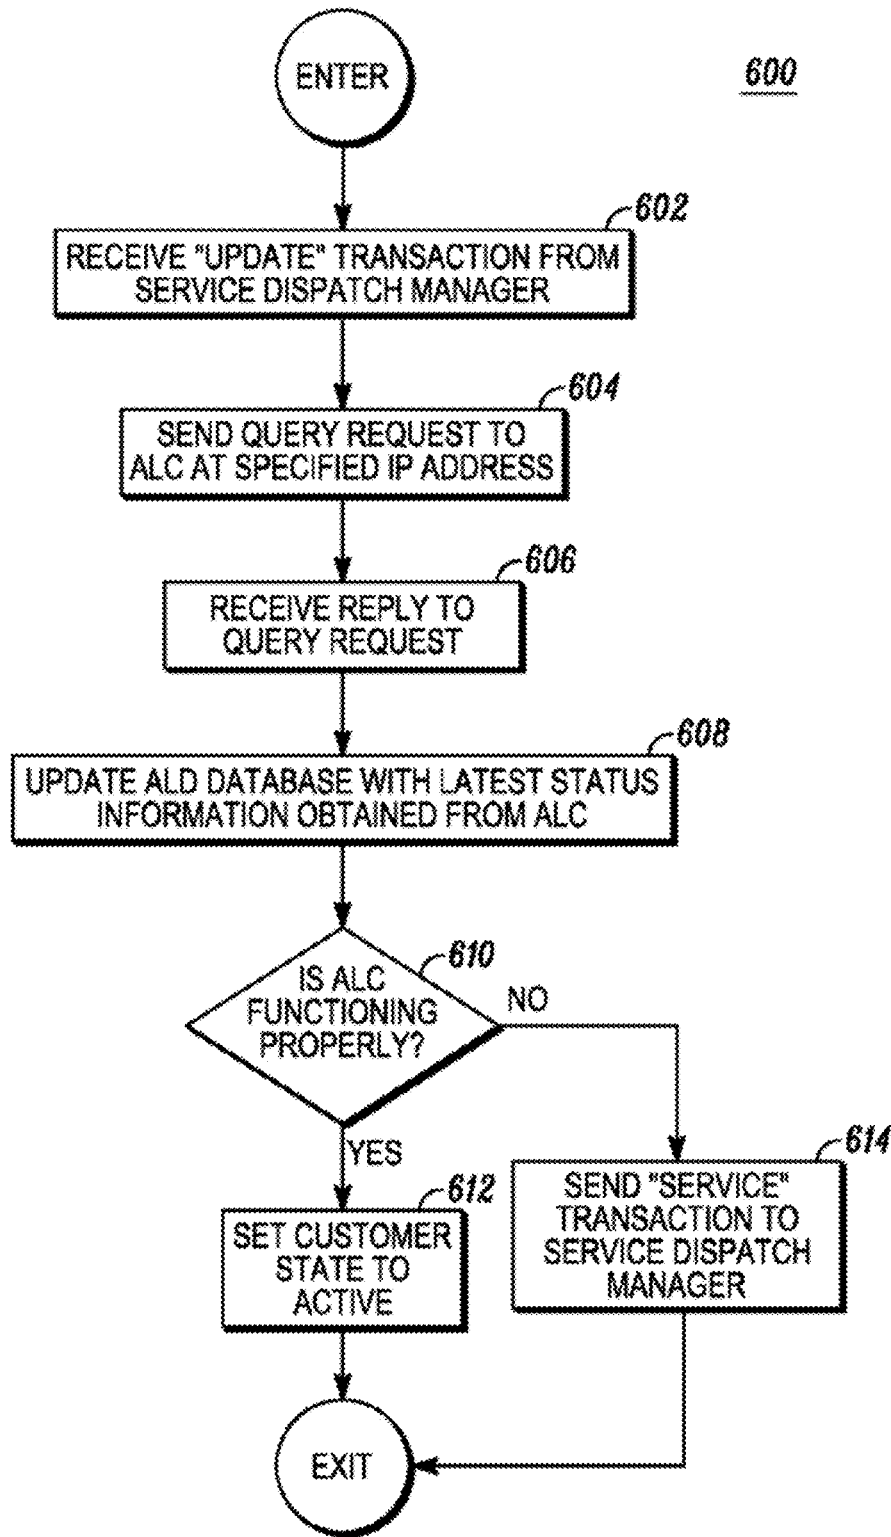 ENTER
600
602
RECEIVE "UPDATE" TRANSACTION FROM
SERVICE DISPATCH MANAGER
604
SEND QUERY REQUEST TO
ALC AT SPECIFIED IP ADDRESS
606
RECEIVE REPLY TO
QUERY REQUEST
608
UPDATE ALD DATABASE WITH LATEST STATUS
INFORMATION OBTAINED FROM ALC
610
IS ALC
FUNCTIONING
PROPERLY?
NO
YES
612
SET CUSTOMER
STATE TO
ACTIVE
614
SEND "SERVICE"
TRANSACTION TO
SERVICE DISPATCH
MANAGER
EXIT